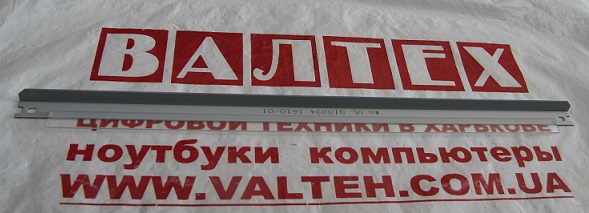 ВАЛТЕХ
ЦИФРОВОЙ ТЕХНИКИ В ХАРЬКОВЕ
ноутбуки компьютеры
WWW.VALTEH.COM.UA